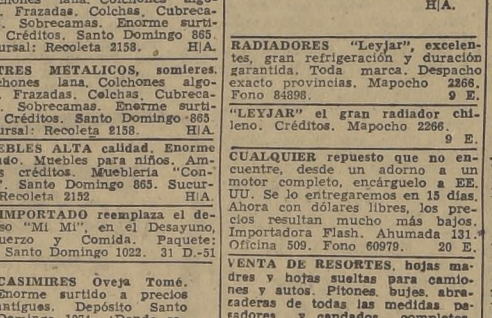 Frazadas. Colchas, Cubreca-
Sobrecamas. Enorme surti-
Créditos. Santo Domingo 865.
ursal: Recoleta 2158. H|A.
TRES METALICOS, somieres.
chones lana. Colchones algo-
Frazadas. Colchas, Cubreca-
Sobrecamas. Enorme surti-
Créditos. Santo Domingo 865
ursal: Recoleta 2158. H|A.
EBLES ALTA calidad. Enorme
do. Muebles para niños. Am-
s créditos. Mueblería "Con-
. Santo Domingo 865. Sucur-
Recoleta 2152 H|A.
IMPORTADO reemplaza el de-
so "Mi Mi", en el Desayuno,
uerzo y Comida. Paquete:
Santo Domingo 1022. 31 D.-51
CASIMIRES Oveja Tomé.
Enorme surtido a precios
antiguos. Depósito Santo
H|A.
RADIADORES "Leyjar", excelen-
tes, gran refrigeración y duración
garantida. Toda marca. Despacho
exacto provincias. Mapocho 2266.
Fono 84898. 9 E.
"LEYJAR" el gran radiador chi-
leno. Créditos. Mapocho 2266.
9 E.
CUALQUIER repuesto que no en-
cuentre, desde un adorno a un
motor completo, encárguelo a EE.
UU. Se lo entregaremos en 15 días.
Ahora con dólares libres, los pre-
cios resultan mucho más bajos.
Importadora Flash. Ahumada 131.
Oficina 509. Fono 60979. 20 E.
VENTA DE RESORTES, hojas ma-
dres y hojas sueltas para camio-
nes y autos. Pitones, bujes, abra-
zaderas de todas las medidas, pa-
sadores y candados completos